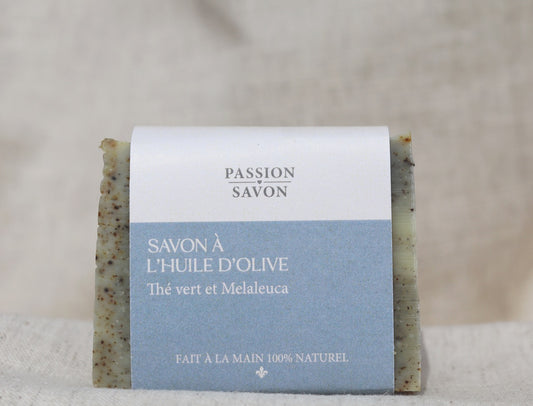 PASSION
SAVON
SAVON À
L'HUILE D'OLIVE
Thé vert et Melaleuca
FAIT À LA MAIN 100% NATUREL